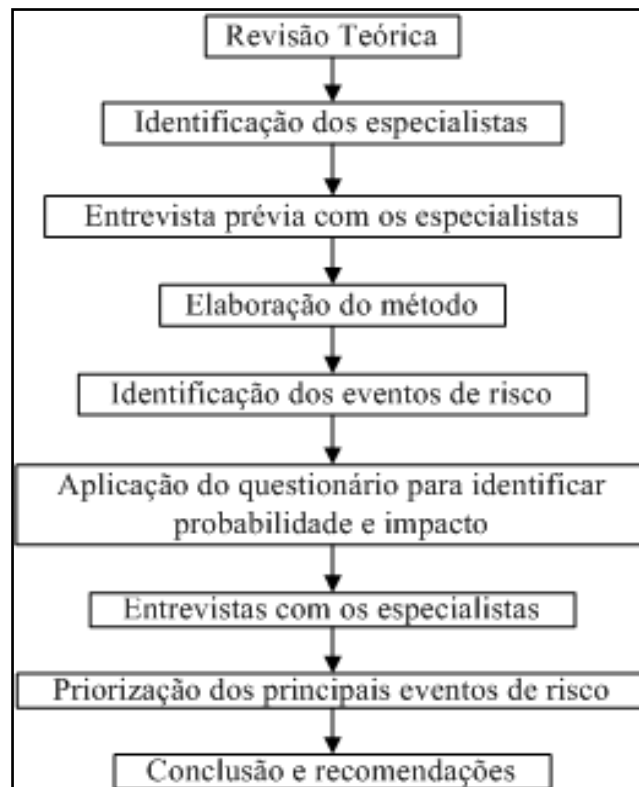 Revisão Teórica
Identificação dos especialistas
Entrevista prévia com os especialistas
Elaboração do método
Identificação dos eventos de risco
Aplicação do questionário para identificar
probabilidade e impacto
Entrevistas com os especialistas
Priorização dos principais eventos de risco
Conclusão e recomendações